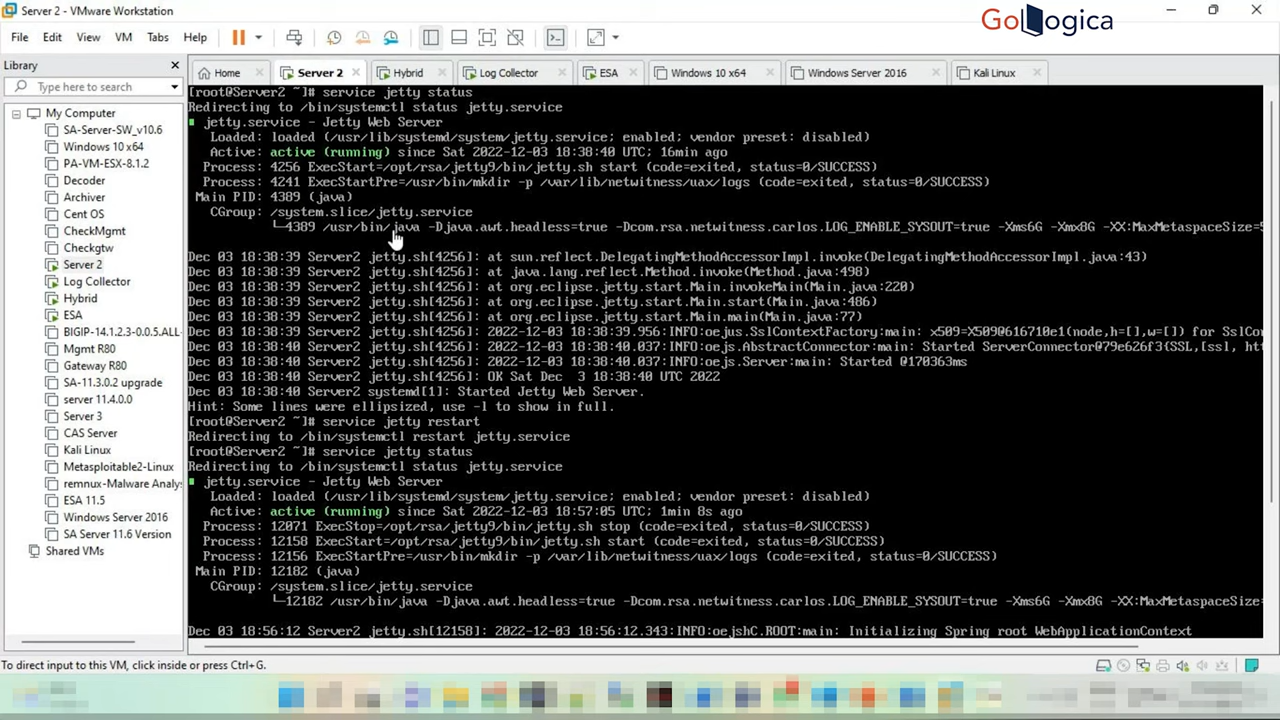 Server 2 - VMware Workstation
GoLogica
File Edit View VM Tabs Help
Library
Type here to search
My Computer
SA-Server-SW_v10.6
Windows 10 x64
PA-VM-ESX-8.1.2
Decoder
Archiver
Cent OS
CheckMgmt
Checkgtw
Server 2
Log Collector
Hybrid
ESA
BIGIP-14.1.2.3-0.0.5.ALL-
Mgmt R80
Gateway R80
SA-11.3.0.2 upgrade
server 11.4.0.0
Server 3
CAS Server
Kali Linux
Metasploitable2-Linux
remnux-Malware Analys
ESA 11.5
Windows Server 2016
SA Server 11.6 Version
Shared VMs
Home Server 2 Hybrid Log Collector ESA Windows 10 x64 Windows Server 2016 Kali Linux
[root@Server2 ~]# service jetty status
Redirecting to /bin/systemctl status jetty.service
jetty.service - Jetty Web Server
Loaded: loaded (/usr/lib/systemd/system/jetty.service; enabled; vendor preset: disabled)
Active: active (running) since Sat 2022-12-03 18:38:40 UTC; 16min ago
Process: 4256 ExecStart=/opt/rsa/jetty9/bin/jetty.sh start (code=exited, status=0/SUCCESS)
Process: 4241 ExecStartPre=/usr/bin/mkdir -p /var/lib/netwitness/uax/logs (code=exited, status=0/SUCCESS)
Main PID: 4389 (java)
CGroup: /system.slice/jetty.service
└─4389 /usr/bin/java -Djava.awt.headless=true -Dcom.rsa.netwitness.carlos.LOG_ENABLE_SYSOUT=true -Xms6G -Xmx8G -XX:MaxMetaspaceSize=5
Dec 03 18:38:39 Server2 jetty.sh[4256]: at sun.reflect.DelegatingMethodAccessorImpl.invoke(DelegatingMethodAccessorImpl.java:43)
Dec 03 18:38:39 Server2 jetty.sh[4256]: at java.lang.reflect.Method.invoke(Method.java:498)
Dec 03 18:38:39 Server2 jetty.sh[4256]: at org.eclipse.jetty.start.Main.invokeMain(Main.java:220)
Dec 03 18:38:39 Server2 jetty.sh[4256]: at org.eclipse.jetty.start.Main.start(Main.java:486)
Dec 03 18:38:39 Server2 jetty.sh[4256]: at org.eclipse.jetty.start.Main.main(Main.java:77)
Dec 03 18:38:39 Server2 jetty.sh[4256]: 2022-12-03 18:38:39.956:INFO:oejus.SslContextFactory:main: x509=X509@616710e1(node,h=[],w=[]) for SslCon
Dec 03 18:38:40 Server2 jetty.sh[4256]: 2022-12-03 18:38:40.037:INFO:oejs.AbstractConnector:main: Started ServerConnector@79e626f3{SSL,[ssl, htt
Dec 03 18:38:40 Server2 jetty.sh[4256]: 2022-12-03 18:38:40.037:INFO:oejs.Server:main: Started @170363ms
Dec 03 18:38:40 Server2 jetty.sh[4256]: OK Sat Dec 3 18:38:40 UTC 2022
Dec 03 18:38:40 Server2 systemd[1]: Started Jetty Web Server.
Hint: Some lines were ellipsized, use -l to show in full.
[root@Server2 ~]# service jetty restart
Redirecting to /bin/systemctl restart jetty.service
[root@Server2 ~]# service jetty status
Redirecting to /bin/systemctl status jetty.service
jetty.service - Jetty Web Server
Loaded: loaded (/usr/lib/systemd/system/jetty.service; enabled; vendor preset: disabled)
Active: active (running) since Sat 2022-12-03 18:57:05 UTC; 1min 8s ago
Process: 12071 ExecStop=/opt/rsa/jetty9/bin/jetty.sh stop (code=exited, status=0/SUCCESS)
Process: 12158 ExecStart=/opt/rsa/jetty9/bin/jetty.sh start (code=exited, status=0/SUCCESS)
Process: 12156 ExecStartPre=/usr/bin/mkdir -p /var/lib/netwitness/uax/logs (code=exited, status=0/SUCCESS)
Main PID: 12182 (java)
CGroup: /system.slice/jetty.service
└─12182 /usr/bin/java -Djava.awt.headless=true -Dcom.rsa.netwitness.carlos.LOG_ENABLE_SYSOUT=true -Xms6G -Xmx8G -XX:MaxMetaspaceSize=
Dec 03 18:56:12 Server2 jetty.sh[12158]: 2022-12-03 18:56:12.343:INFO:oejshC.ROOT:main: Initializing Spring root WebApplicationContext
To direct input to this VM, click inside or press Ctrl+G.